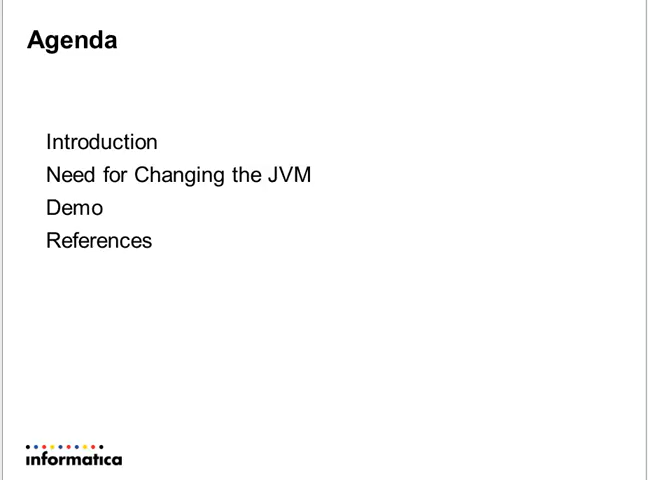 Agenda
Introduction
Need for Changing the JVM
Demo
References
informatica